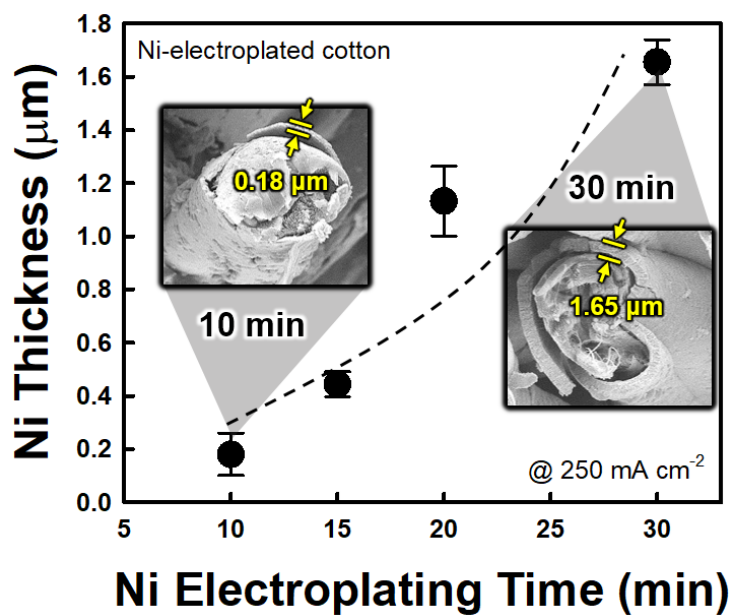 Ni-electroplated cotton
0.18 µm
10 min
30 min
1.65 µm
@ 250 mA cm⁻²
Ni Thickness (µm)
1.8
1.6
1.4
1.2
1.0
0.8
0.6
0.4
0.2
0.0
5 10 15 20 25 30
Ni Electroplating Time (min)